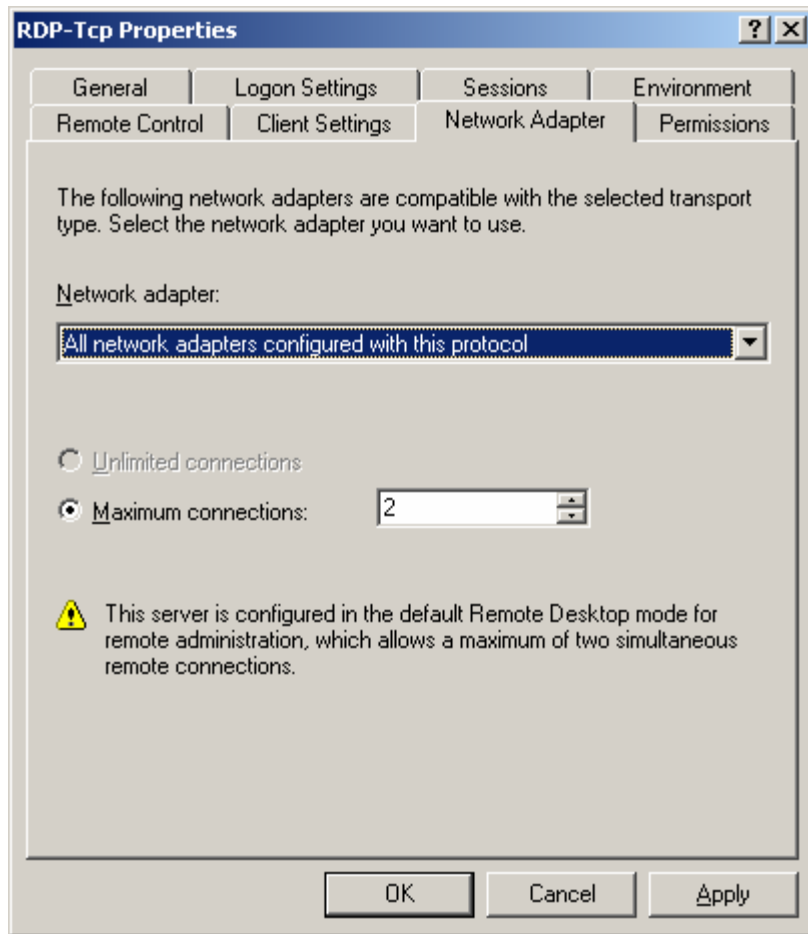 RDP-Tcp Properties
General
Logon Settings
Sessions
Environment
Remote Control
Client Settings
Network Adapter
Permissions
The following network adapters are compatible with the selected transport
type. Select the network adapter you want to use.
Network adapter:
All network adapters configured with this protocol
Unlimited connections
Maximum connections:
2
This server is configured in the default Remote Desktop mode for
remote administration, which allows a maximum of two simultaneous
remote connections.
OK
Cancel
Apply